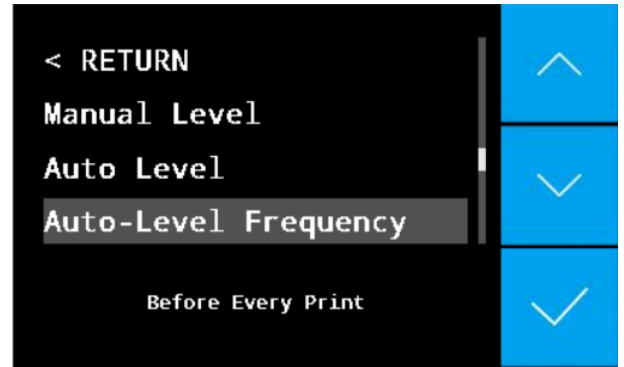 < RETURN
Manual Level
Auto Level
Auto-Level Frequency
Before Every Print